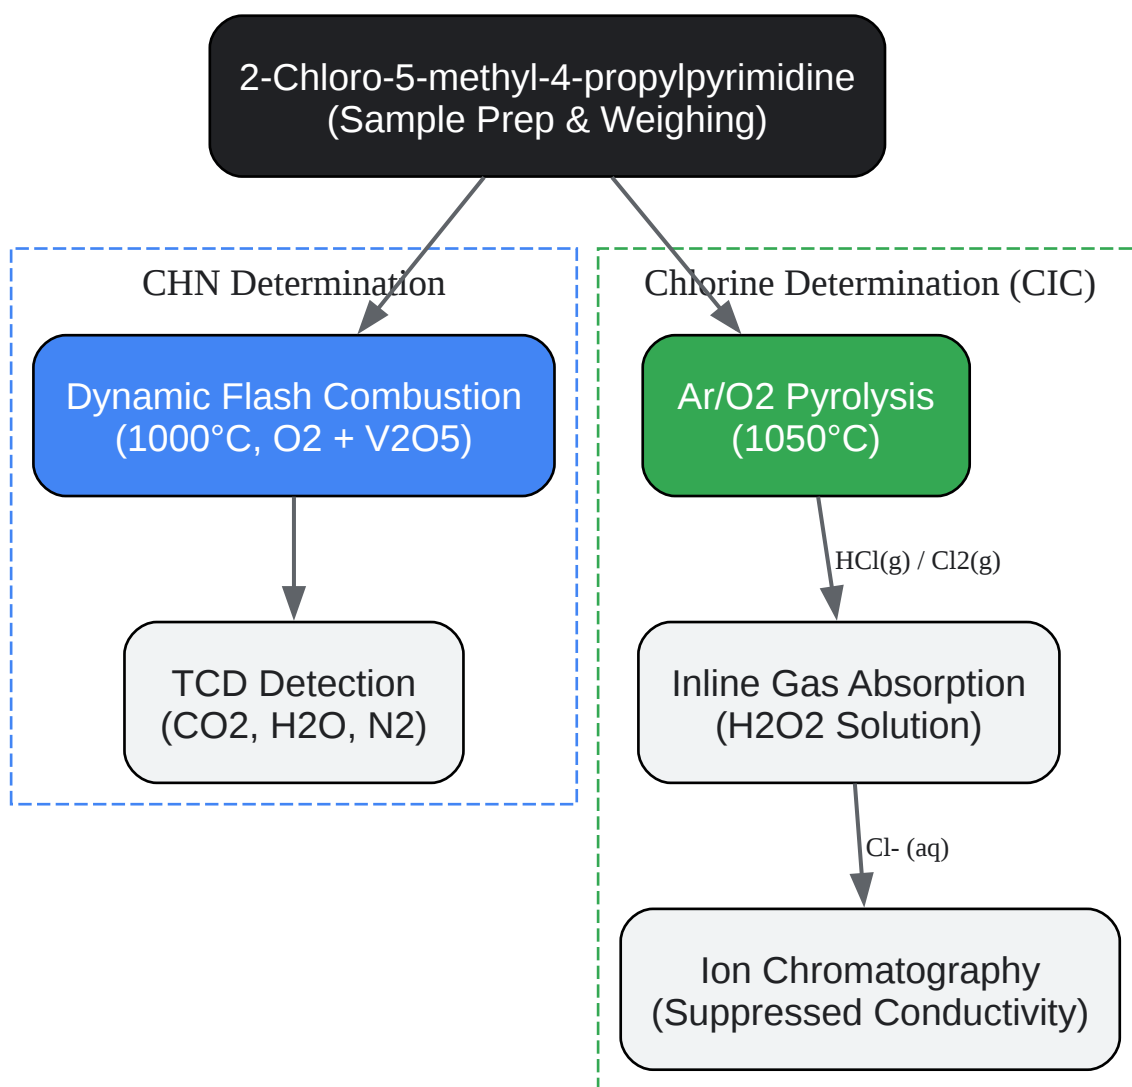 2-Chloro-5-methyl-4-propylpyrimidine
(Sample Prep & Weighing)
CHN Determination
Dynamic Flash Combustion
(1000°C, O2 + V2O5)
TCD Detection
(CO2, H2O, N2)
Chlorine Determination (CIC)
Ar/O2 Pyrolysis
(1050°C)
HCl(g) / Cl2(g)
Inline Gas Absorption
(H2O2 Solution)
Cl- (aq)
Ion Chromatography
(Suppressed Conductivity)